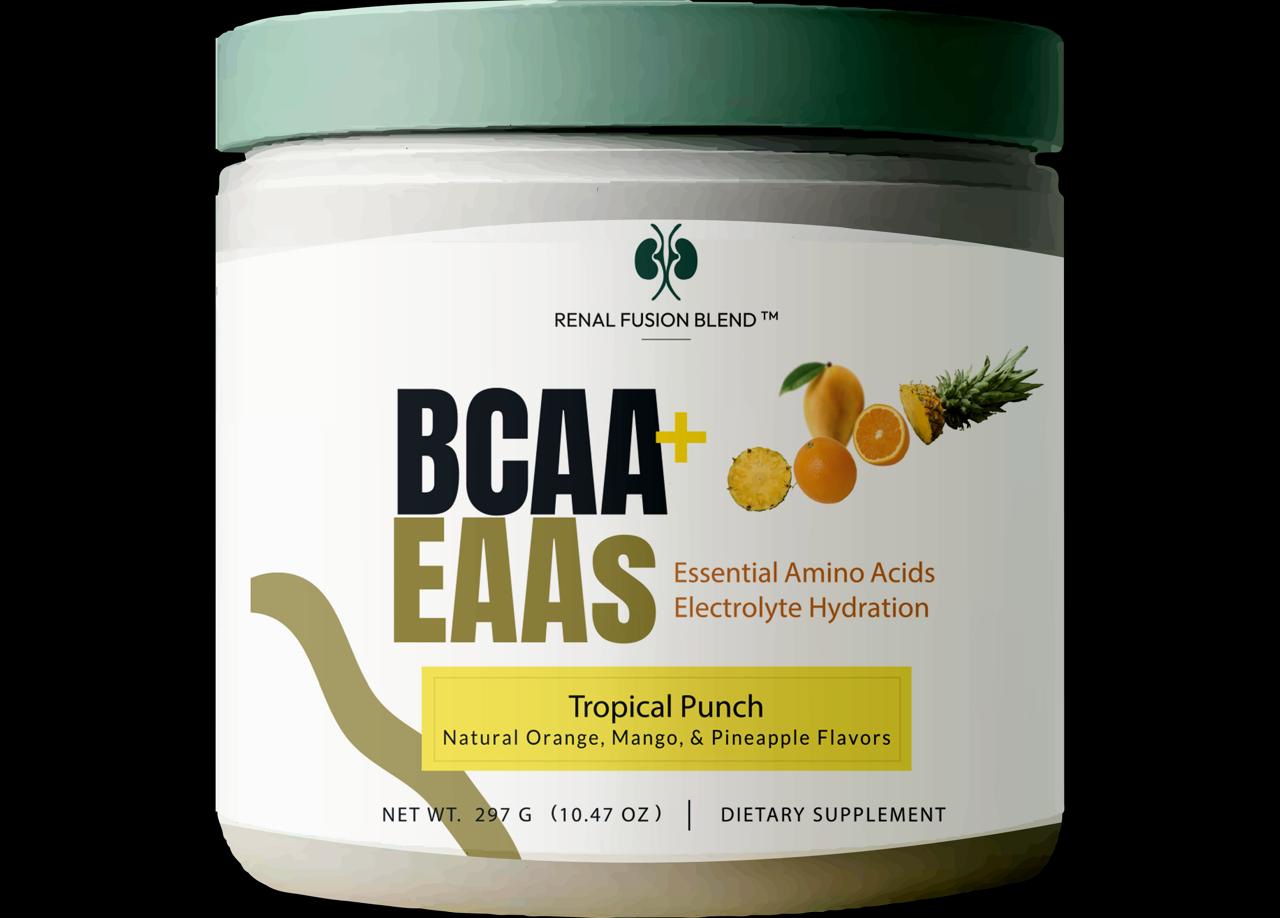 RENAL FUSION BLEND ™
BCAA+
EAAs
Essential Amino Acids
Electrolyte Hydration
Tropical Punch
Natural Orange, Mango, & Pineapple Flavors
NET WT. 297 G (10.47 OZ) | DIETARY SUPPLEMENT